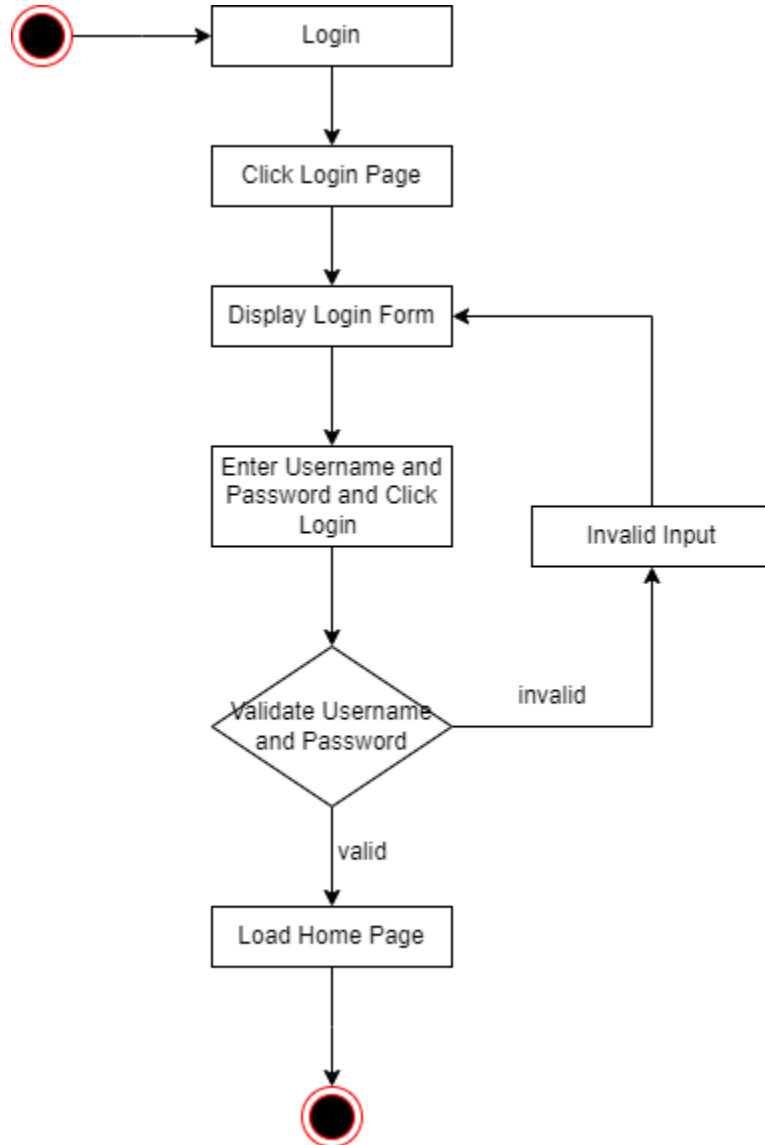 Login
Click Login Page
Display Login Form
Enter Username and
Password and Click
Login
Invalid Input
invalid
Validate Username
and Password
valid
Load Home Page